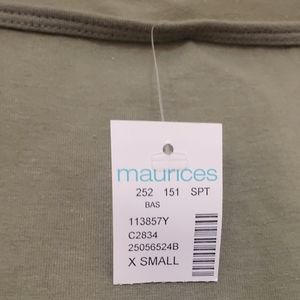 maurices
252 151 SPT
BAS
113857Y
C2834
25056524B
X SMALL